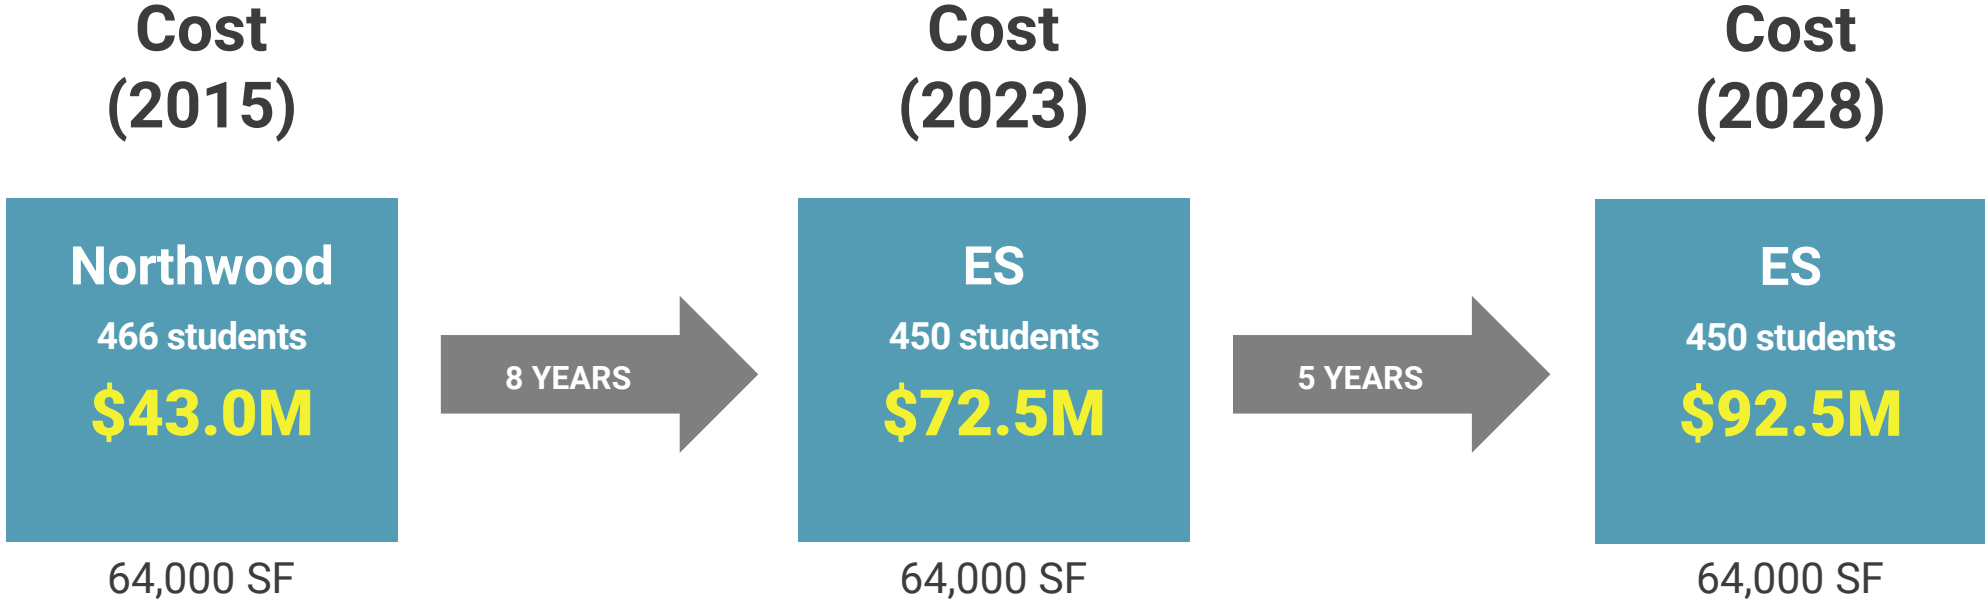 Cost
(2015)
Northwood
466 students
$43.0M
64,000 SF
8 YEARS
Cost
(2023)
ES
450 students
$72.5M
64,000 SF
5 YEARS
Cost
(2028)
ES
450 students
$92.5M
64,000 SF